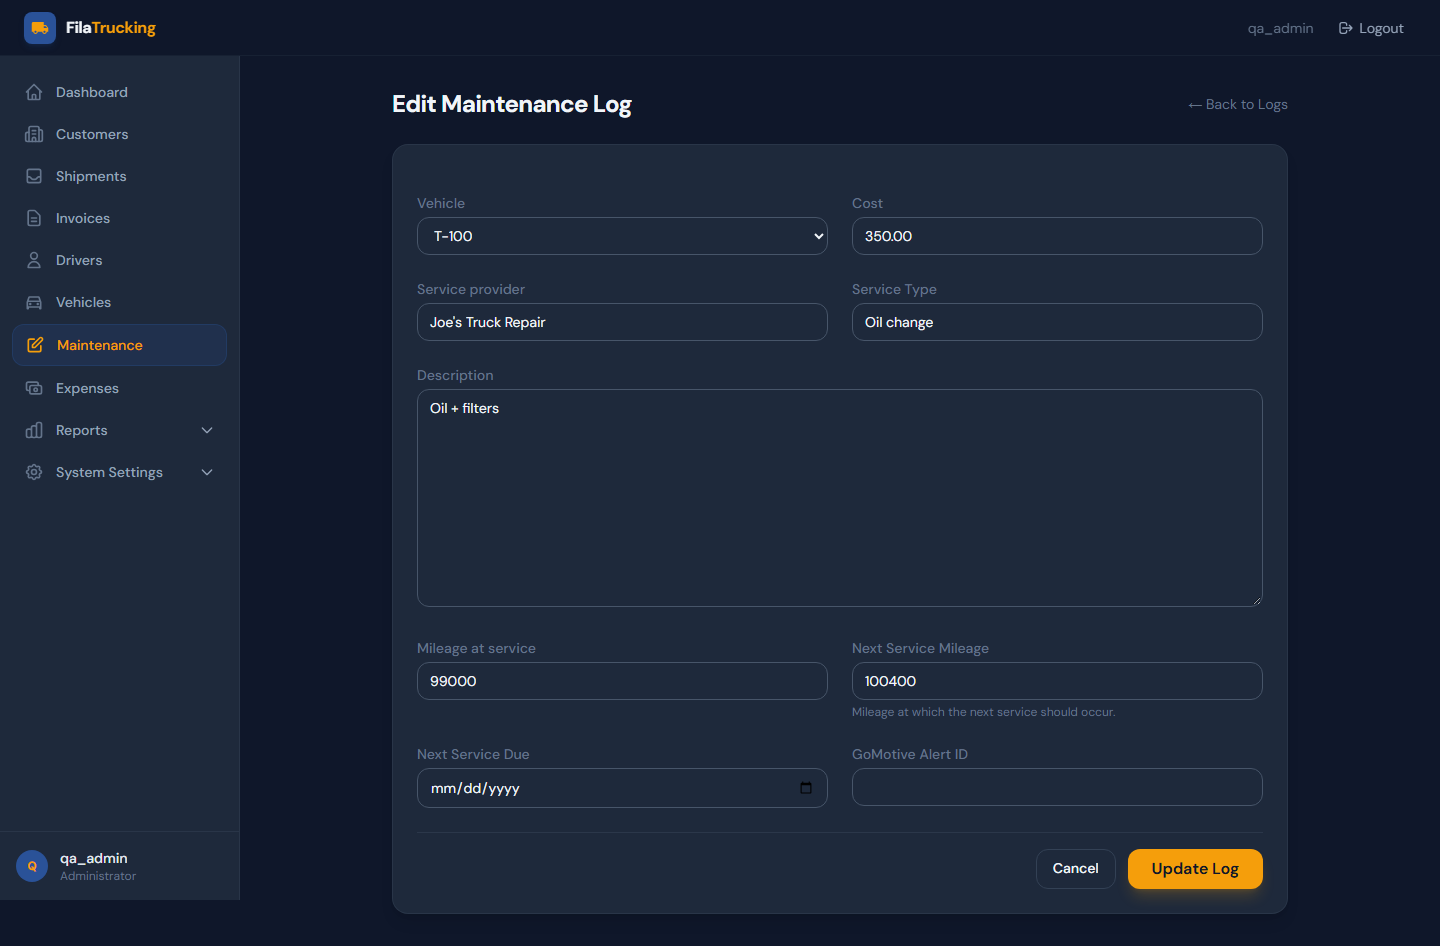 FilaTrucking
qa_admin
Logout
Dashboard
Customers
Shipments
Invoices
Drivers
Vehicles
Maintenance
Expenses
Reports
System Settings
Q
qa_admin
Administrator
Edit Maintenance Log
← Back to Logs
Vehicle
T-100
Cost
350.00
Service provider
Joe's Truck Repair
Service Type
Oil change
Description
Oil + filters
Mileage at service
99000
Next Service Mileage
100400
Mileage at which the next service should occur.
Next Service Due
mm/dd/yyyy
GoMotive Alert ID
Cancel
Update Log